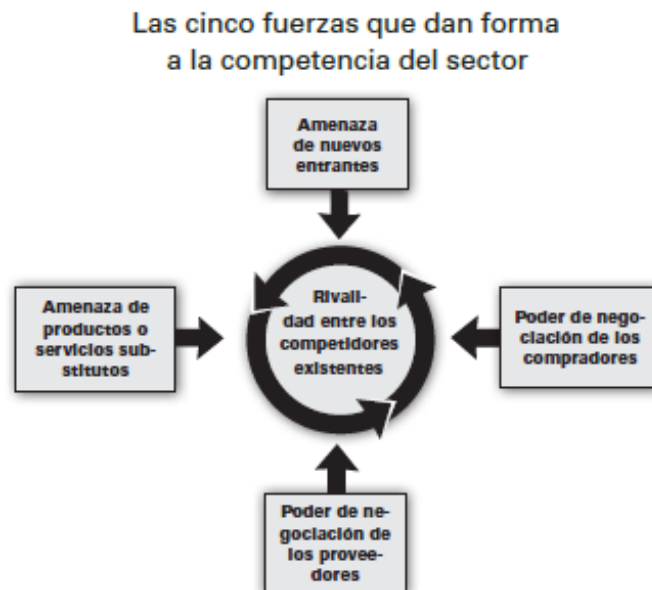 Las cinco fuerzas que dan forma
a la competencia del sector
Amenaza
de nuevos
entrantes
Rivali-
dad entre los
competidores
existentes
Amenaza de
productos o
servicios sub-
stitutos
Poder de nego-
ciación de los
compradores
Poder de ne-
gociación de
los provee-
dores